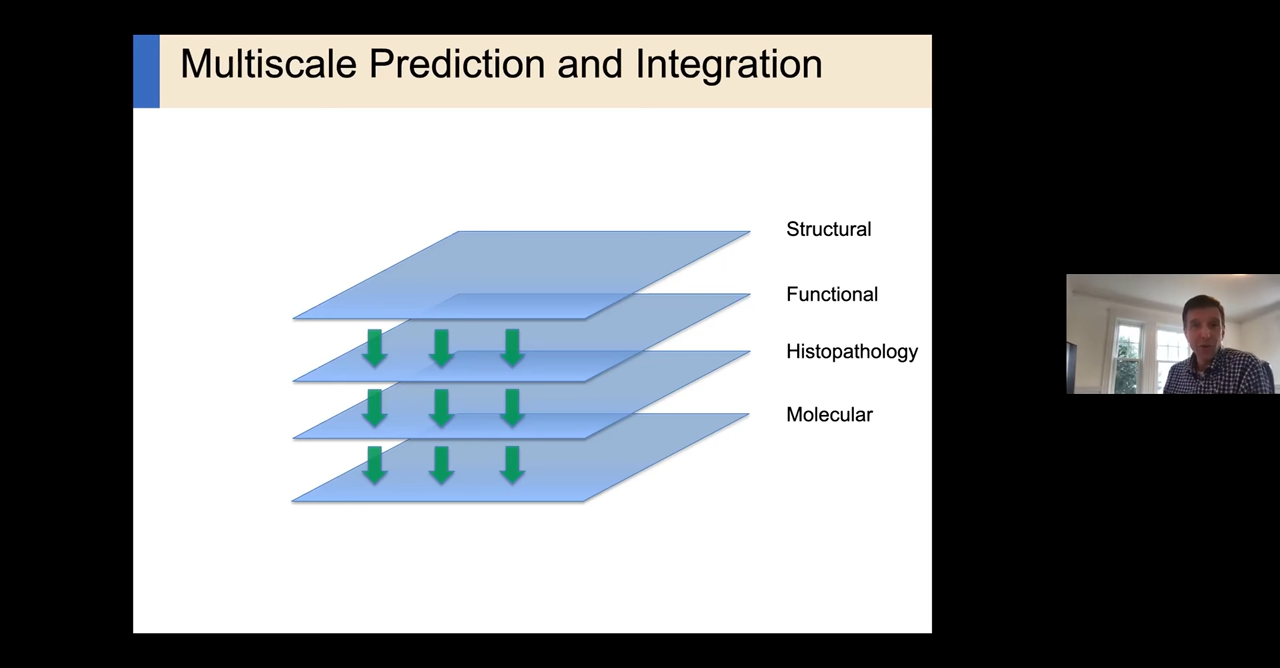 Multiscale Prediction and Integration
Structural
Functional
Histopathology
Molecular